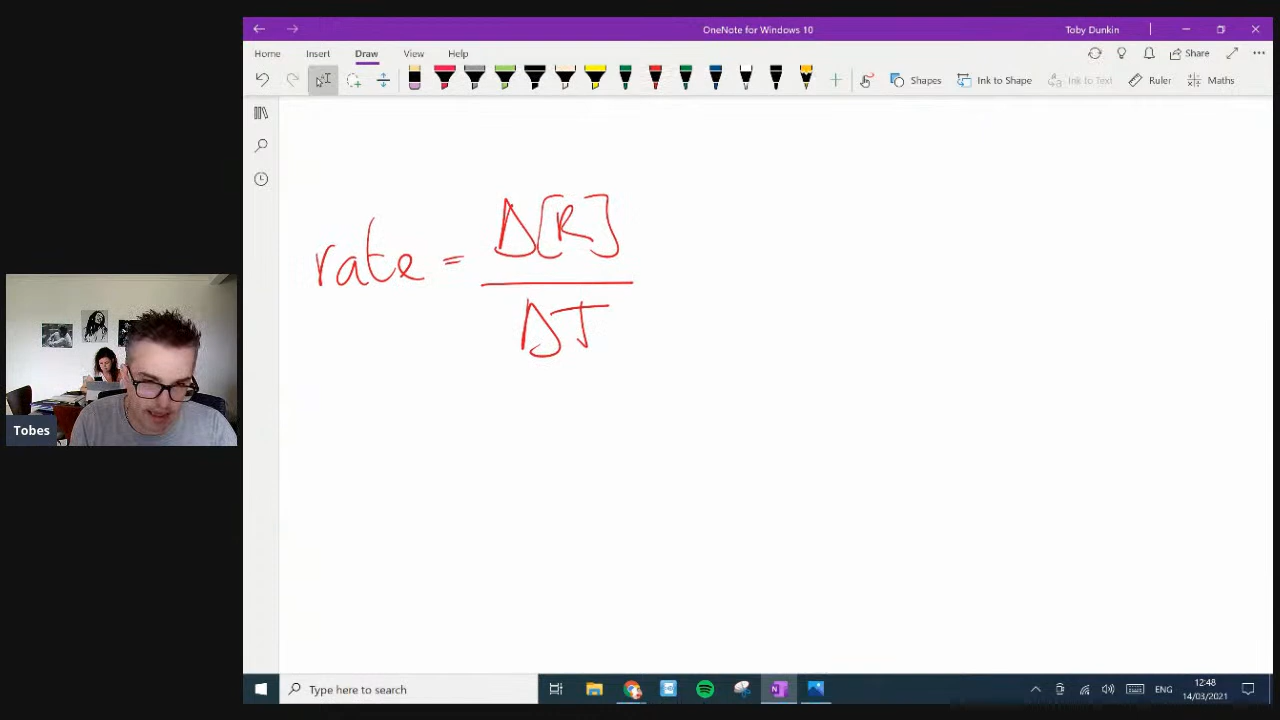 OneNote for Windows 10
Toby Dunkin
Home Insert Draw View Help
Share
Shapes Ink to Shape Ink to Text Ruler Maths
rate = Δ[R]
ΔT
Tobes
Type here to search
N
ENG
12:48
14/03/2021